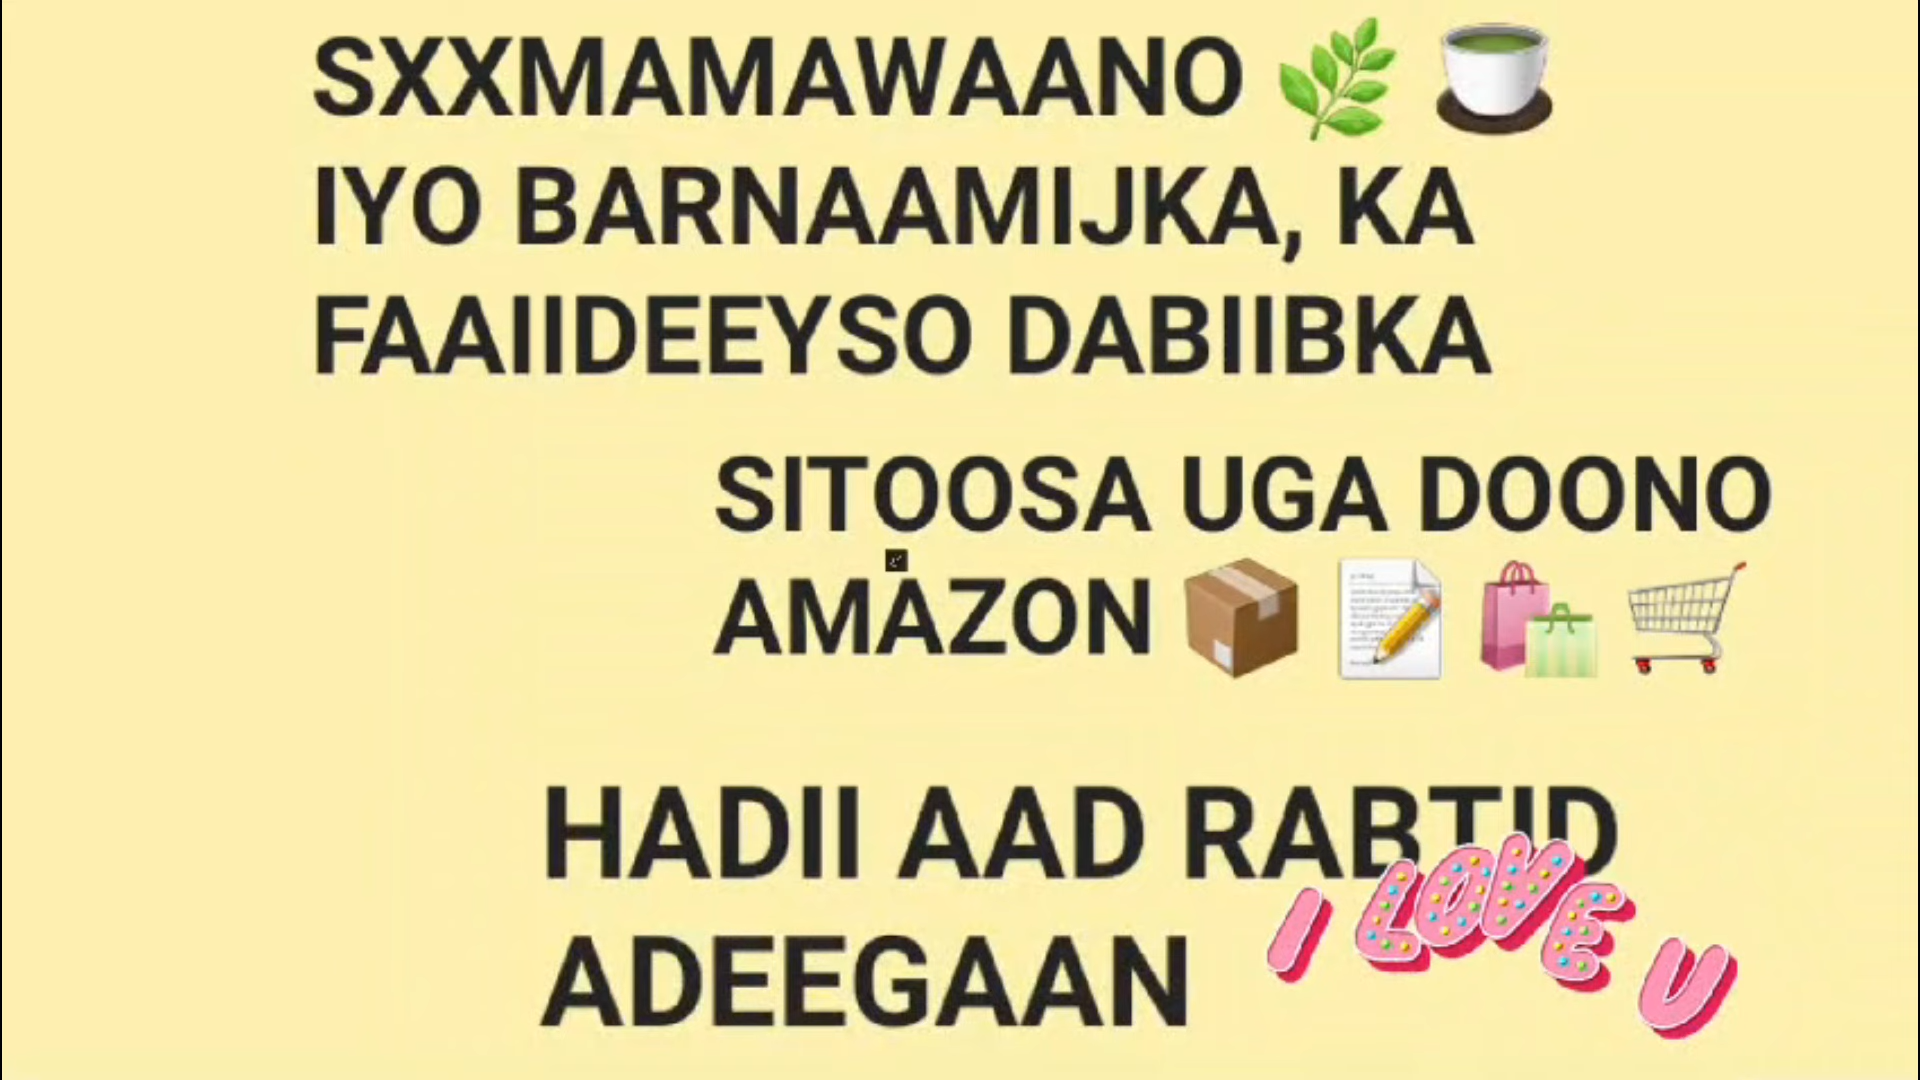 SXXMAMAWAANO 🌿 🍵
IYO BARNAAMIJKA, KA
FAAIIDEEYSO DABIIBKA
SITOOSA UGA DOONO
AMAZON 📦 📝 🛍️ 🛒
HADII AAD RABTID
ADEEGAAN
I LOVE U